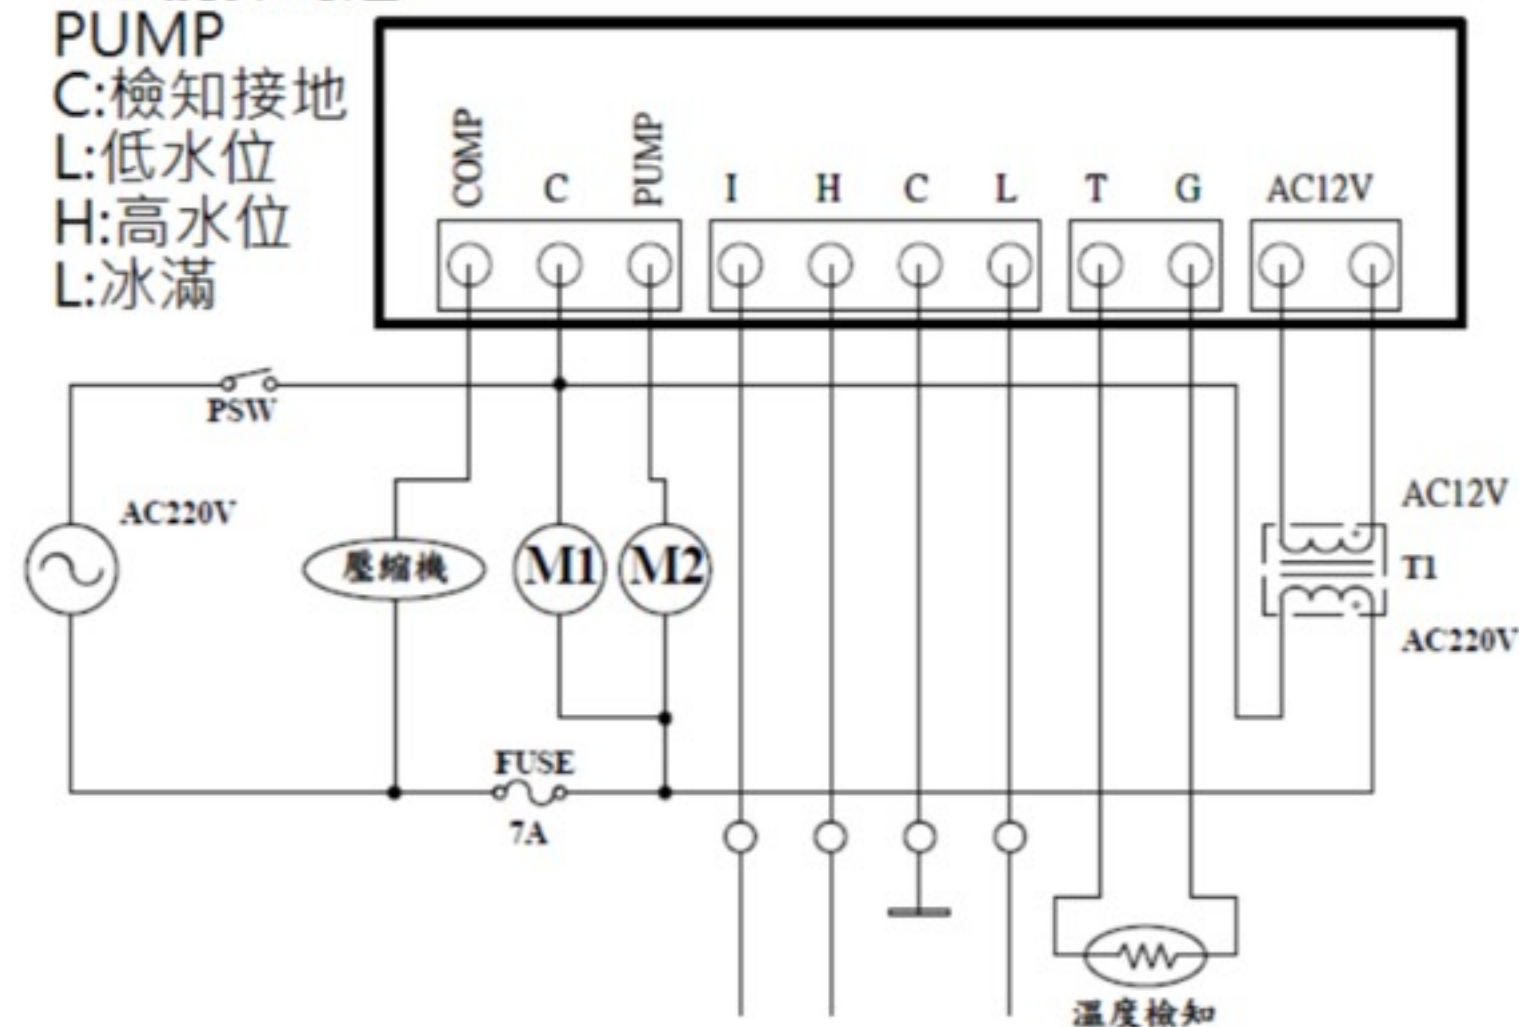 PUMP
C:檢知接地
L:低水位
H:高水位
L:冰滿
COMP
C
PUMP
I
H
C
L
T
G
AC12V
PSW
AC220V
壓縮機
M1
M2
AC12V
T1
AC220V
FUSE
7A
溫度檢知